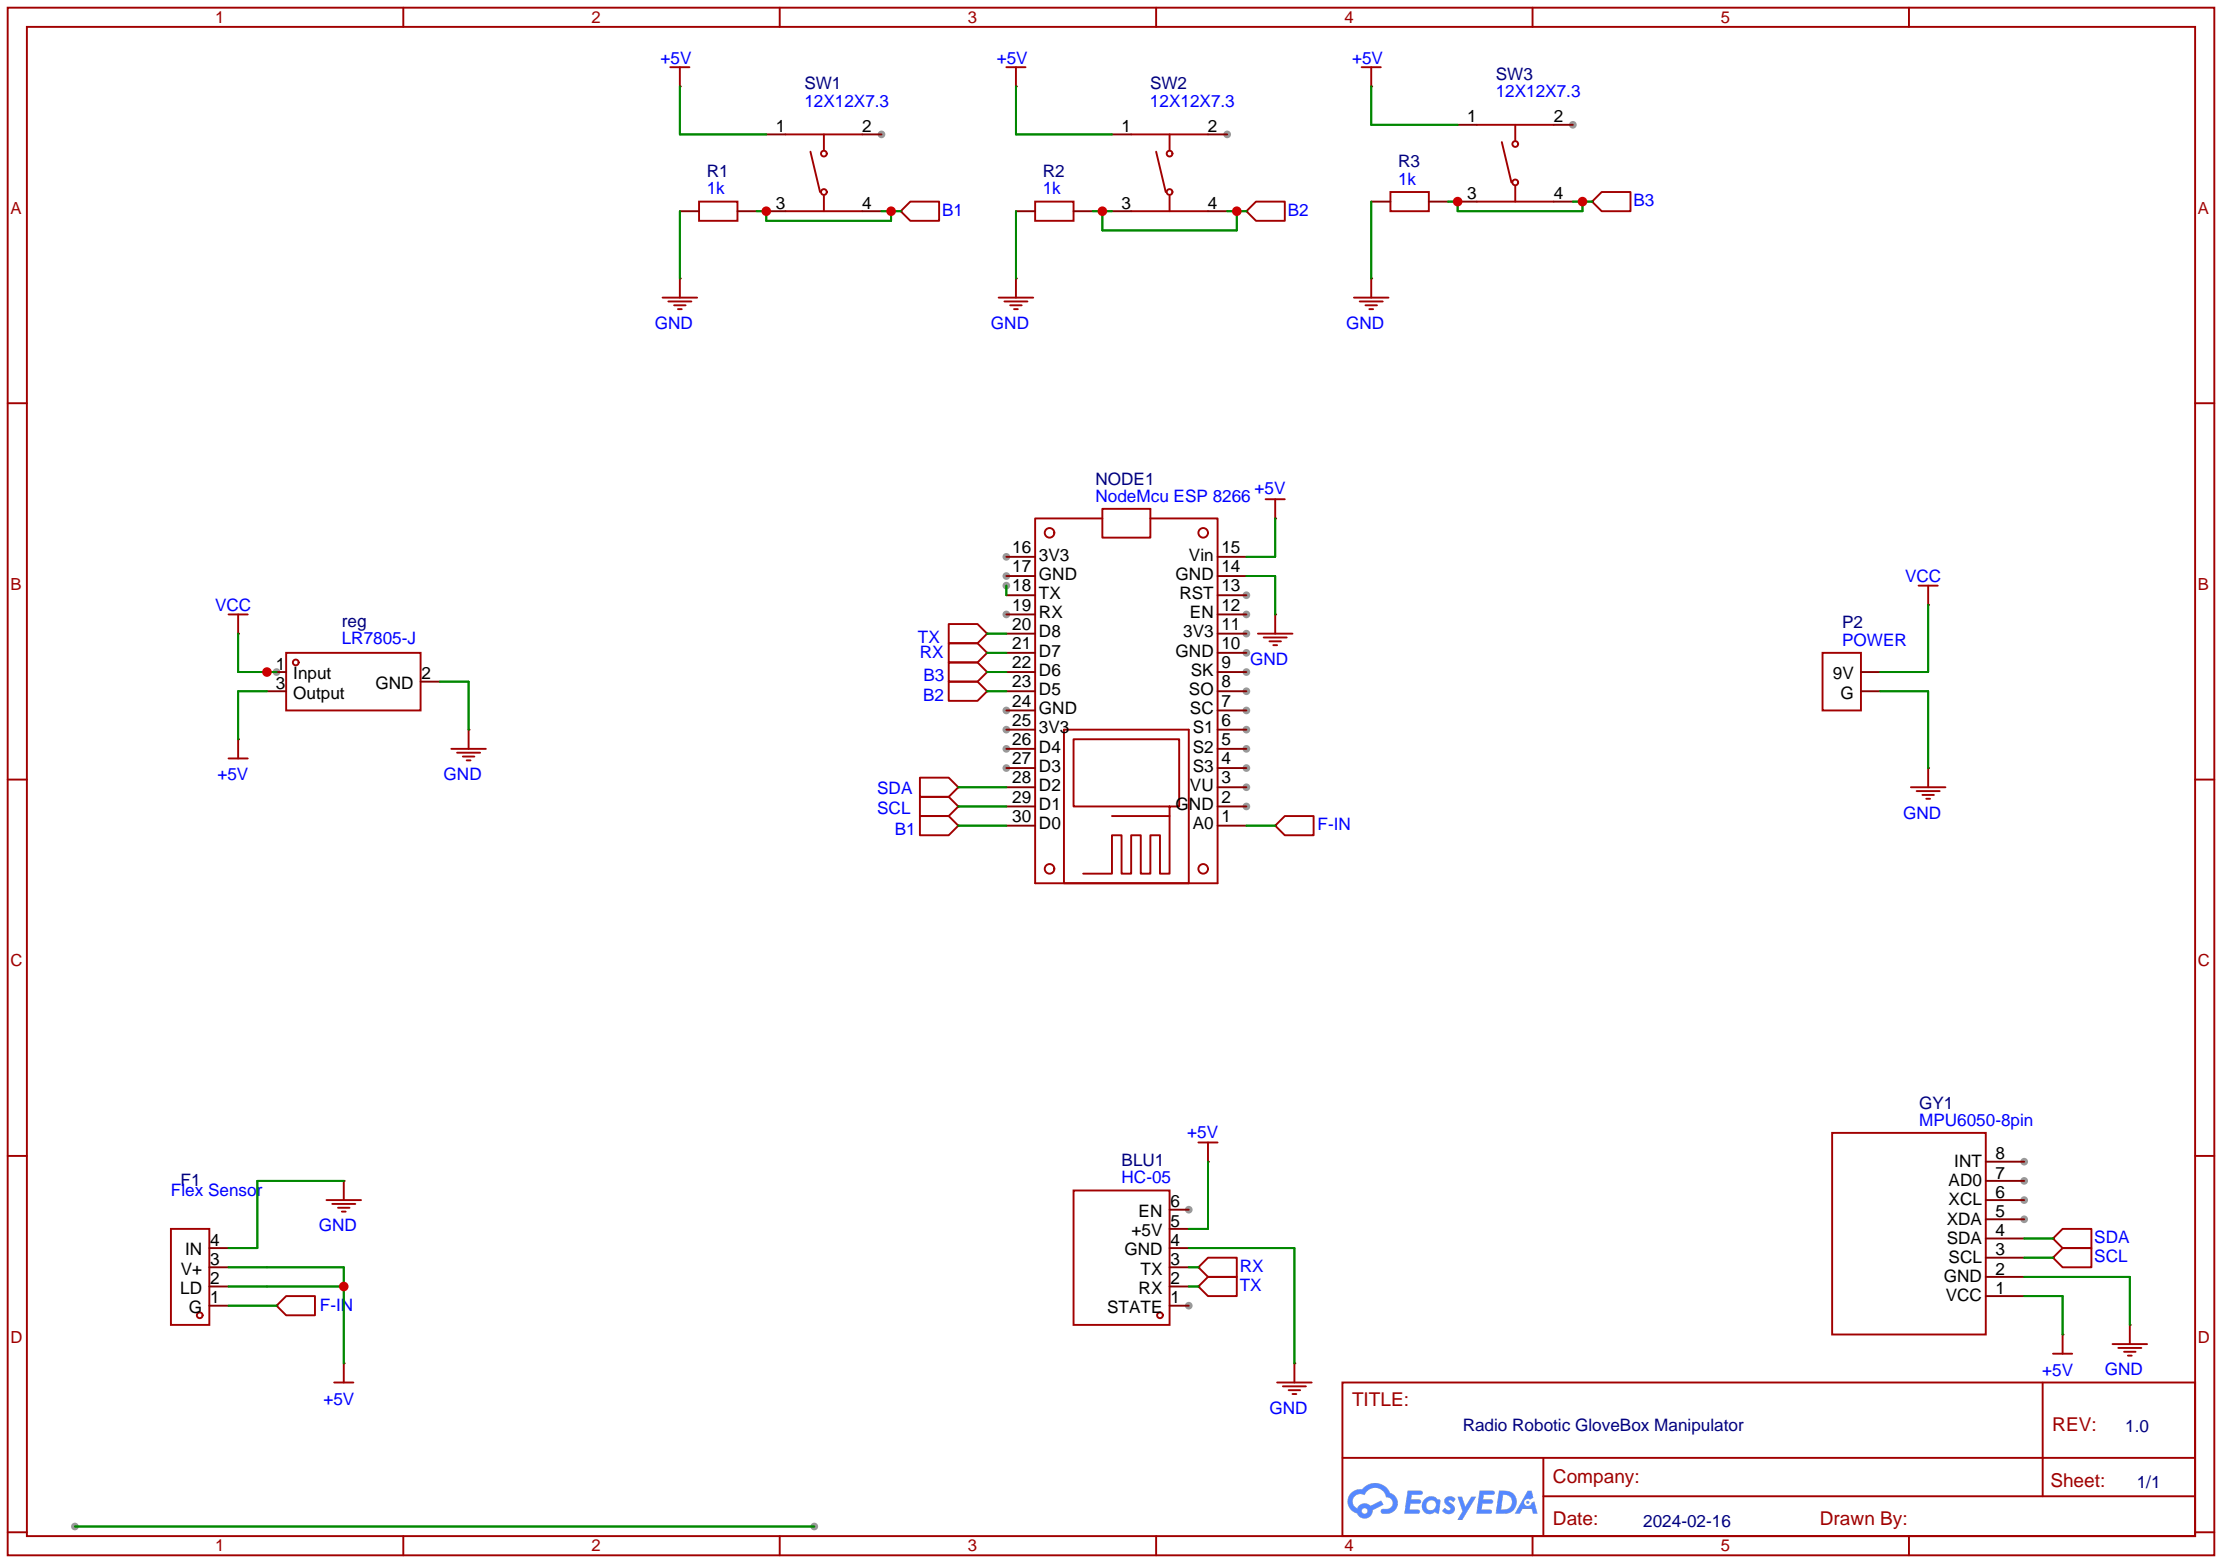 1 2 3 4 5
+5V +5V +5V
SW1 SW2 SW3
12X12X7.3 12X12X7.3 12X12X7.3
1 2 1 2 1 2
R1 R2 R3
1k 1k 1k
3 4 B1 3 4 B2 3 4 B3
A A
GND GND GND
NODE1
NodeMcu ESP 8266 +5V
16 3V3 Vin 15
17 GND GND 14
18 TX RST 13
19 RX EN 12
TX 20 D8 3V3 11
RX 21 D7 GND 10 GND
B3 22 D6 SK 9
B2 23 D5 SO 8
24 GND SC 7
25 3V3 S1 6
26 D4 S2 5
27 D3 S3 4
SDA 28 D2 VU 3
SCL 29 D1 GND 2
B1 30 D0 A0 1 F-IN
B B
VCC
reg
LR7805-J
1 Input
3 Output GND 2
+5V GND
VCC
P2
POWER
9V
G
GND
C C
F1
Flex Sensor
GND
IN 4
V+ 3
LD 2
G 1 F-IN
+5V
+5V
BLU1
HC-05
EN 6
+5V 5
GND 4
TX 3 RX
RX 2 TX
STATE 1
GND
GY1
MPU6050-8pin
INT 8
AD0 7
XCL 6
XDA 5
SDA 4 SDA
SCL 3 SCL
GND 2
VCC 1
+5V GND
D D
TITLE:
Radio Robotic GloveBox Manipulator
REV: 1.0
EasyEDA
Company:
Sheet: 1/1
Date: 2024-02-16 Drawn By:
1 2 3 4 5